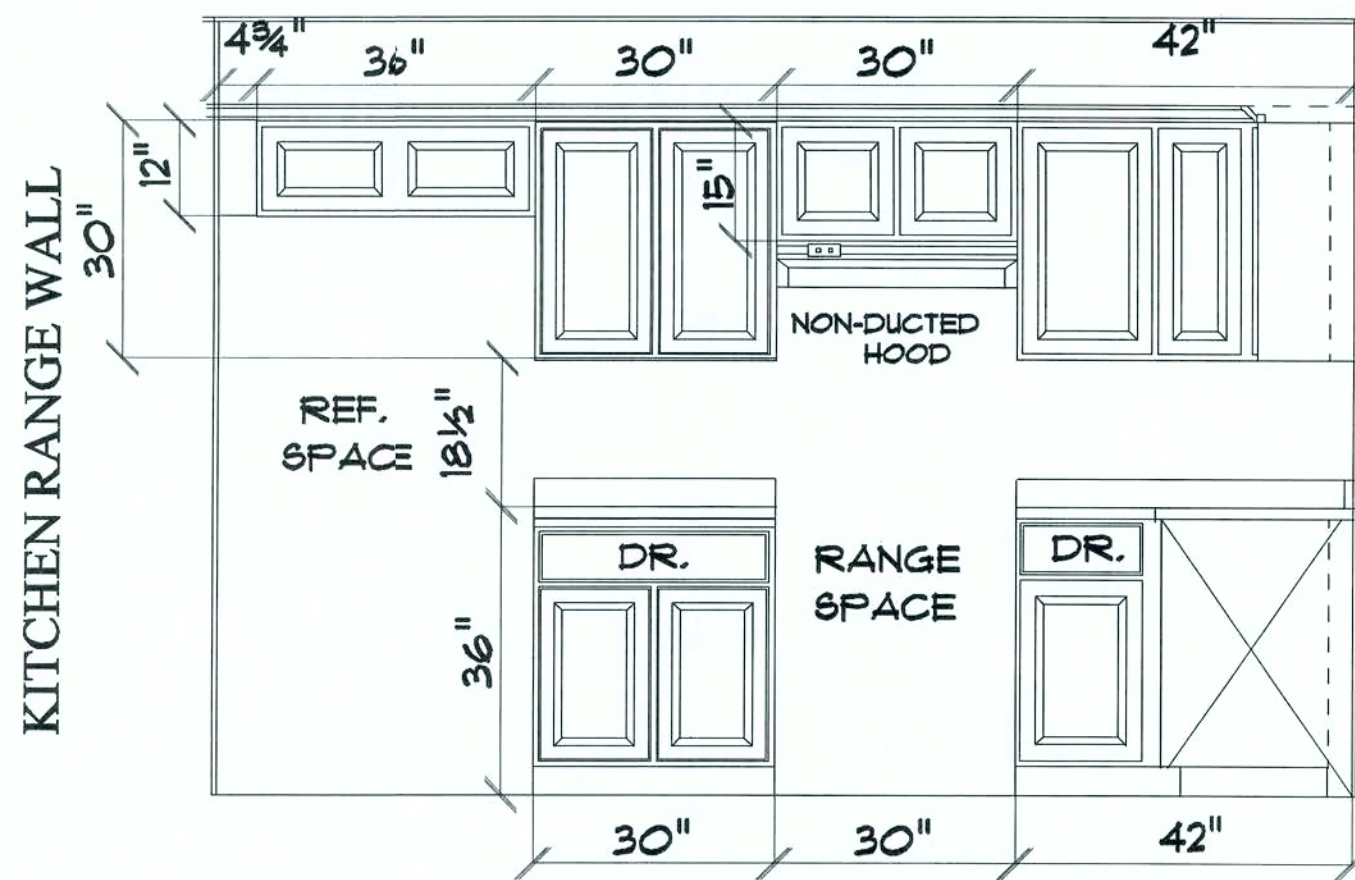 KITCHEN RANGE WALL
4¾"
36"
30"
30"
42"
30"
12"
15"
NON-DUCTED
HOOD
REF.
SPACE
18½"
36"
DR.
RANGE
SPACE
DR.
30"
30"
42"